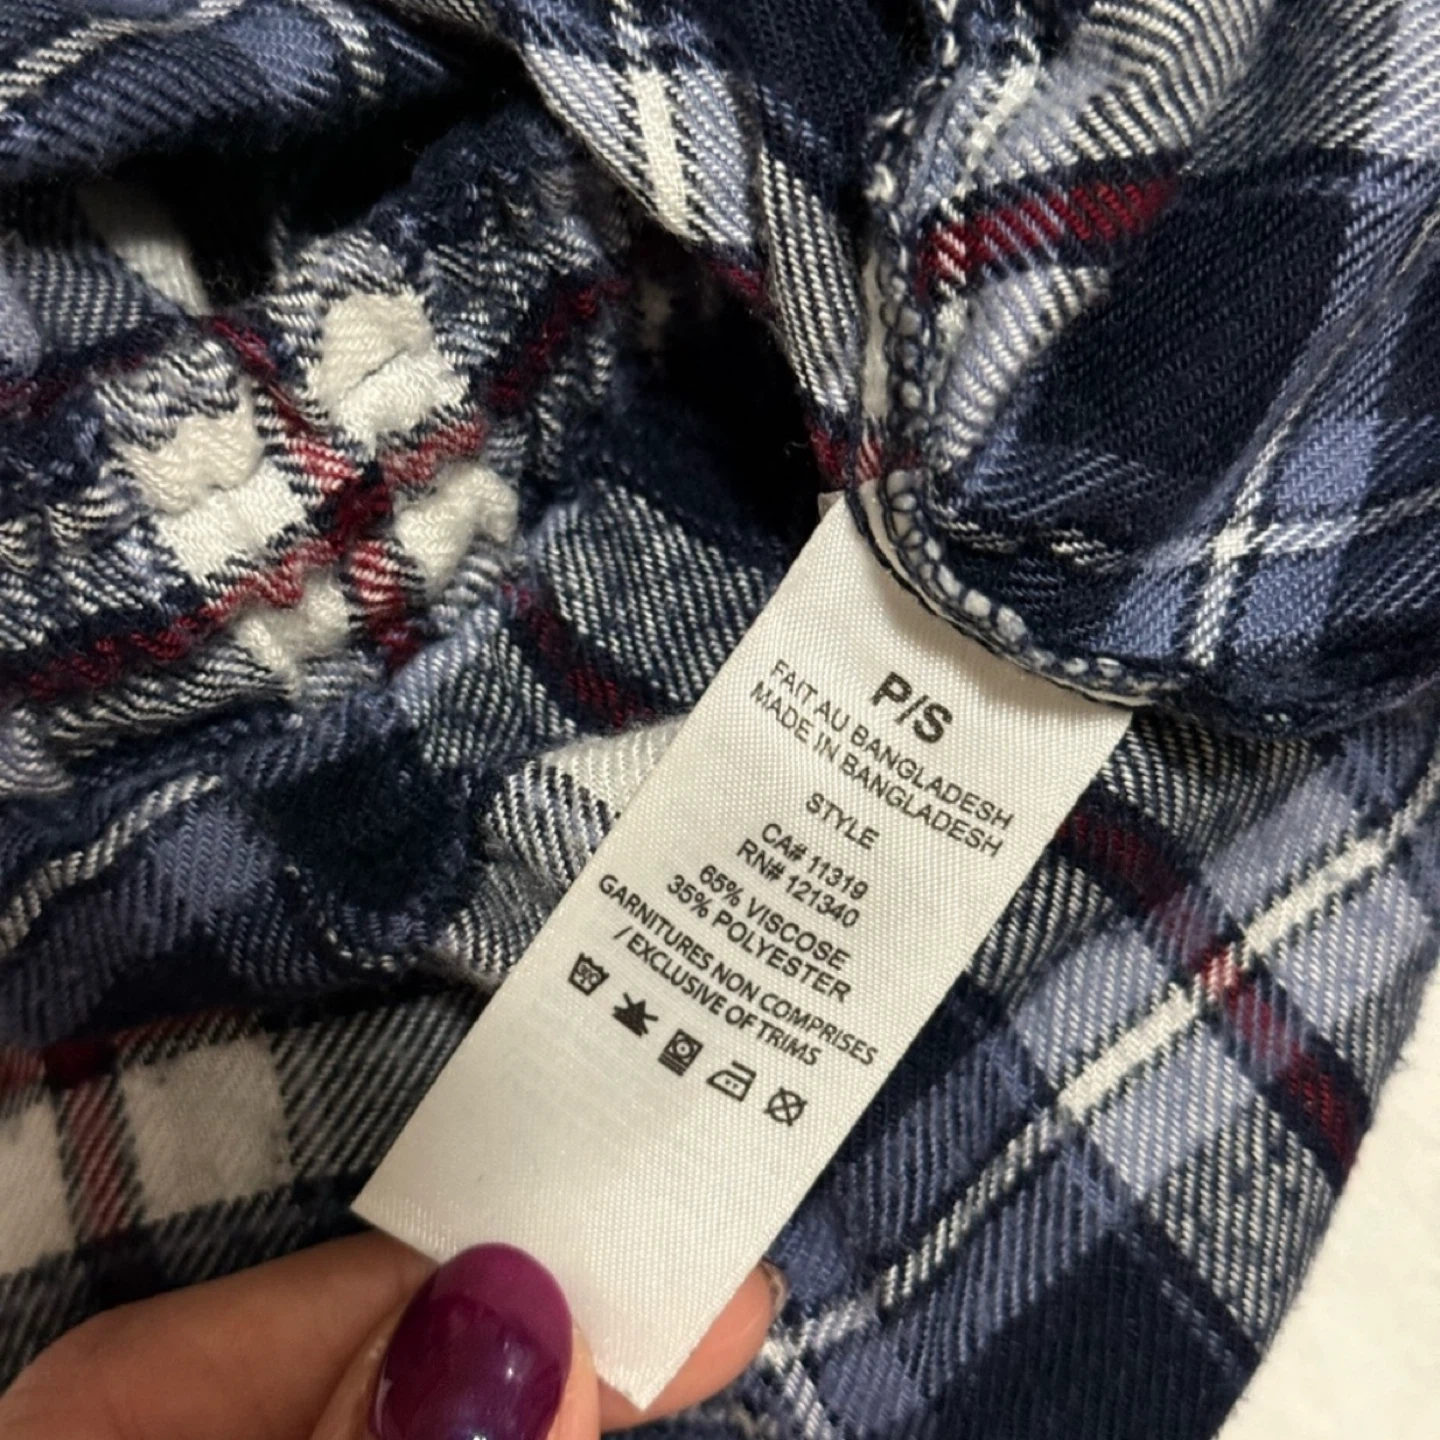 P/S
FAIT AU BANGLADESH
MADE IN BANGLADESH
STYLE
CA# 11319
RN# 121340
65% VISCOSE
35% POLYESTER
GARNITURES NON COMPRISES
/ EXCLUSIVE OF TRIMS